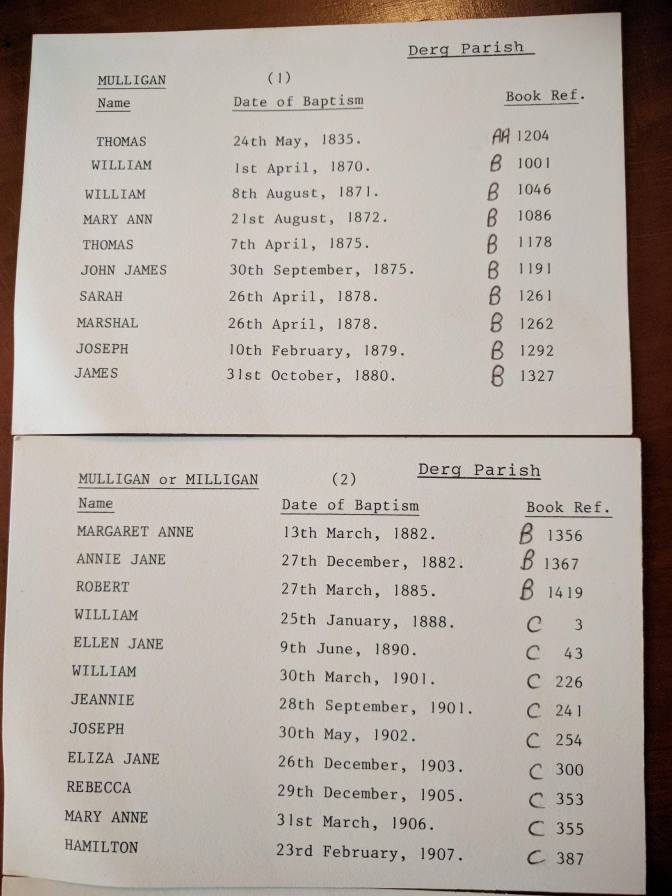 Derg Parish
MULLIGAN (1)
Name Date of Baptism Book Ref.
THOMAS 24th May, 1835. AA 1204
WILLIAM 1st April, 1870. B 1001
WILLIAM 8th August, 1871. B 1046
MARY ANN 21st August, 1872. B 1086
THOMAS 7th April, 1875. B 1178
JOHN JAMES 30th September, 1875. B 1191
SARAH 26th April, 1878. B 1261
MARSHAL 26th April, 1878. B 1262
JOSEPH 10th February, 1879. B 1292
JAMES 31st October, 1880. B 1327
MULLIGAN or MILLIGAN (2) Derg Parish
Name Date of Baptism Book Ref.
MARGARET ANNE 13th March, 1882. B 1356
ANNIE JANE 27th December, 1882. B 1367
ROBERT 27th March, 1885. B 1419
WILLIAM 25th January, 1888. C 3
ELLEN JANE 9th June, 1890. C 43
WILLIAM 30th March, 1901. C 226
JEANNIE 28th September, 1901. C 241
JOSEPH 30th May, 1902. C 254
ELIZA JANE 26th December, 1903. C 300
REBECCA 29th December, 1905. C 353
MARY ANNE 31st March, 1906. C 355
HAMILTON 23rd February, 1907. C 387